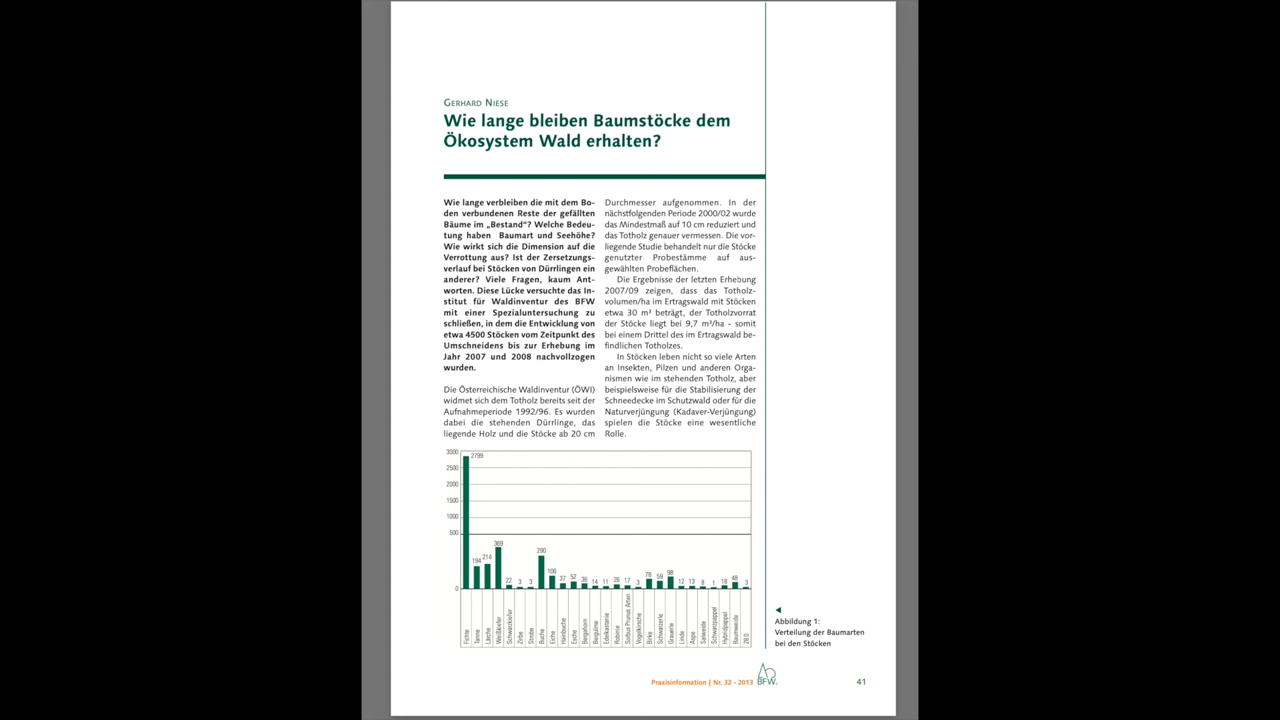 GERHARD NIESE
Wie lange bleiben Baumstöcke dem
Ökosystem Wald erhalten?
Wie lange verbleiben die mit dem Bo-
den verbundenen Reste der gefällten
Bäume im „Bestand"? Welche Bedeu-
tung haben Baumart und Seehöhe?
Wie wirkt sich die Dimension auf die
Verrottung aus? Ist der Zersetzungs-
verlauf bei Stöcken von Dürrlingen ein
anderer? Viele Fragen, kaum Ant-
worten. Diese Lücke versuchte das In-
stitut für Waldinventur des BFW
mit einer Spezialuntersuchung zu
schließen, in dem die Entwicklung von
etwa 4500 Stöcken vom Zeitpunkt des
Umschneidens bis zur Erhebung im
Jahr 2007 und 2008 nachvollzogen
wurden.
Die Österreichische Waldinventur (ÖWI)
widmet sich dem Totholz bereits seit der
Aufnahmeperiode 1992/96. Es wurden
dabei die stehenden Dürrlinge, das
liegende Holz und die Stöcke ab 20 cm
Durchmesser aufgenommen. In der
nächstfolgenden Periode 2000/02 wurde
das Mindestmaß auf 10 cm reduziert und
das Totholz genauer vermessen. Die vor-
liegende Studie behandelt nur die Stöcke
genutzter Probestämme auf aus-
gewählten Probeflächen.
Die Ergebnisse der letzten Erhebung
2007/09 zeigen, dass das Totholz-
volumen/ha im Ertragswald mit Stöcken
etwa 30 m³ beträgt, der Totholzvorrat
der Stöcke liegt bei 9,7 m³/ha - somit
bei einem Drittel des im Ertragswald be-
findlichen Totholzes.
In Stöcken leben nicht so viele Arten
an Insekten, Pilzen und anderen Orga-
nismen wie im stehenden Totholz, aber
beispielsweise für die Stabilisierung der
Schneedecke im Schutzwald oder für die
Naturverjüngung (Kadaver-Verjüngung)
spielen die Stöcke eine wesentliche
Rolle.
3000
2500
2000
1500
1000
500
0
2799
194
214
369
22
3
3
290
106
37
52
36
14
11
26
17
3
78
59
98
12
13
8
1
18
48
3
Fichte
Tanne
Lärche
Weißkiefer
Schwarzkiefer
Zirbe
Strobe
Buche
Eiche
Hainbuche
Esche
Bergahorn
Bergulme
Edelkastanie
Robinie
Sorbus Prunus Arten
Vogelkirsche
Birke
Schwarzerle
Grauerle
Linde
Aspe
Salweide
Schwarzpappel
Hybridpappel
Baumweide
28.0
Abbildung 1:
Verteilung der Baumarten
bei den Stöcken
Praxisinformation | Nr. 32 - 2013
BFW
41